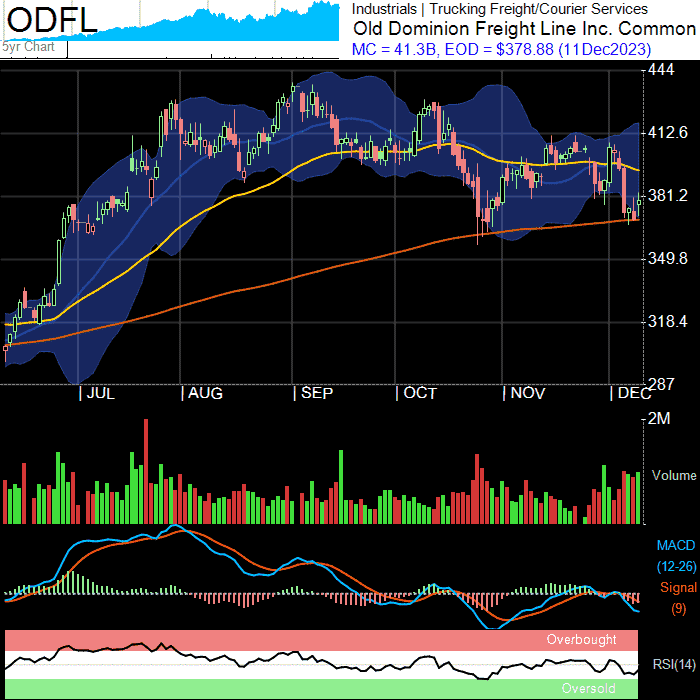 ODFL
5yr Chart
Industrials | Trucking Freight/Courier Services
Old Dominion Freight Line Inc. Common
MC = 41.3B, EOD = $378.88 (11Dec2023)
444
412.6
381.2
349.8
318.4
287
| JUL | AUG | SEP | OCT | NOV | DEC
2M
Volume
MACD
(12-26)
Signal
(9)
Overbought
RSI(14)
Oversold